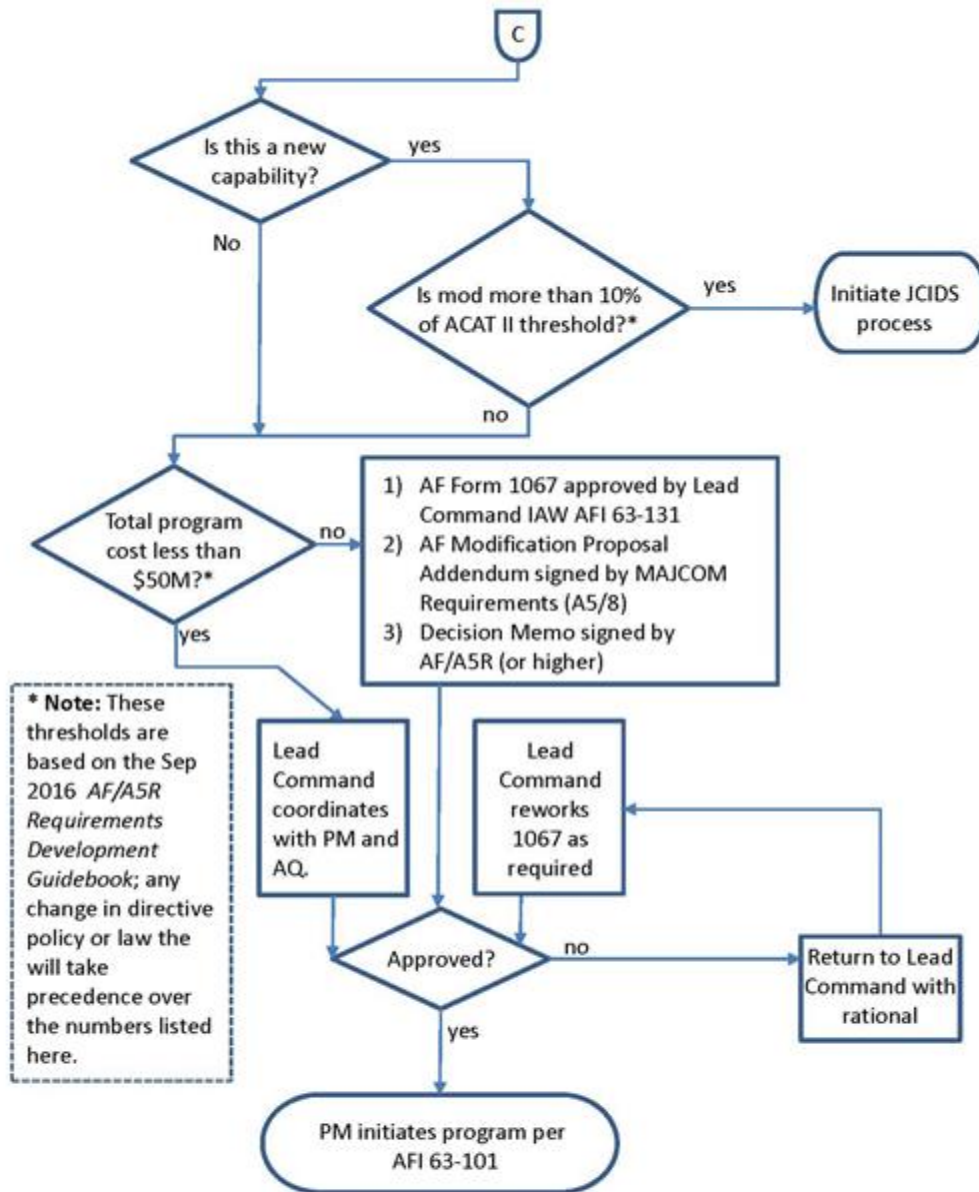 C
Is this a new
capability?
yes
No
Is mod more than 10%
of ACAT II threshold?*
yes
Initiate JCIDS
process
no
Total program
cost less than
$50M?*
no
1) AF Form 1067 approved by Lead
Command IAW AFI 63-131
2) AF Modification Proposal
Addendum signed by MAJCOM
Requirements (A5/8)
3) Decision Memo signed by
AF/A5R (or higher)
yes
* Note: These
thresholds are
based on the Sep
2016 AF/A5R
Requirements
Development
Guidebook; any
change in directive
policy or law the
will take
precedence over
the numbers listed
here.
Lead
Command
coordinates
with PM and
AQ.
Lead
Command
reworks
1067 as
required
Approved?
no
Return to Lead
Command with
rational
yes
PM initiates program per
AFI 63-101